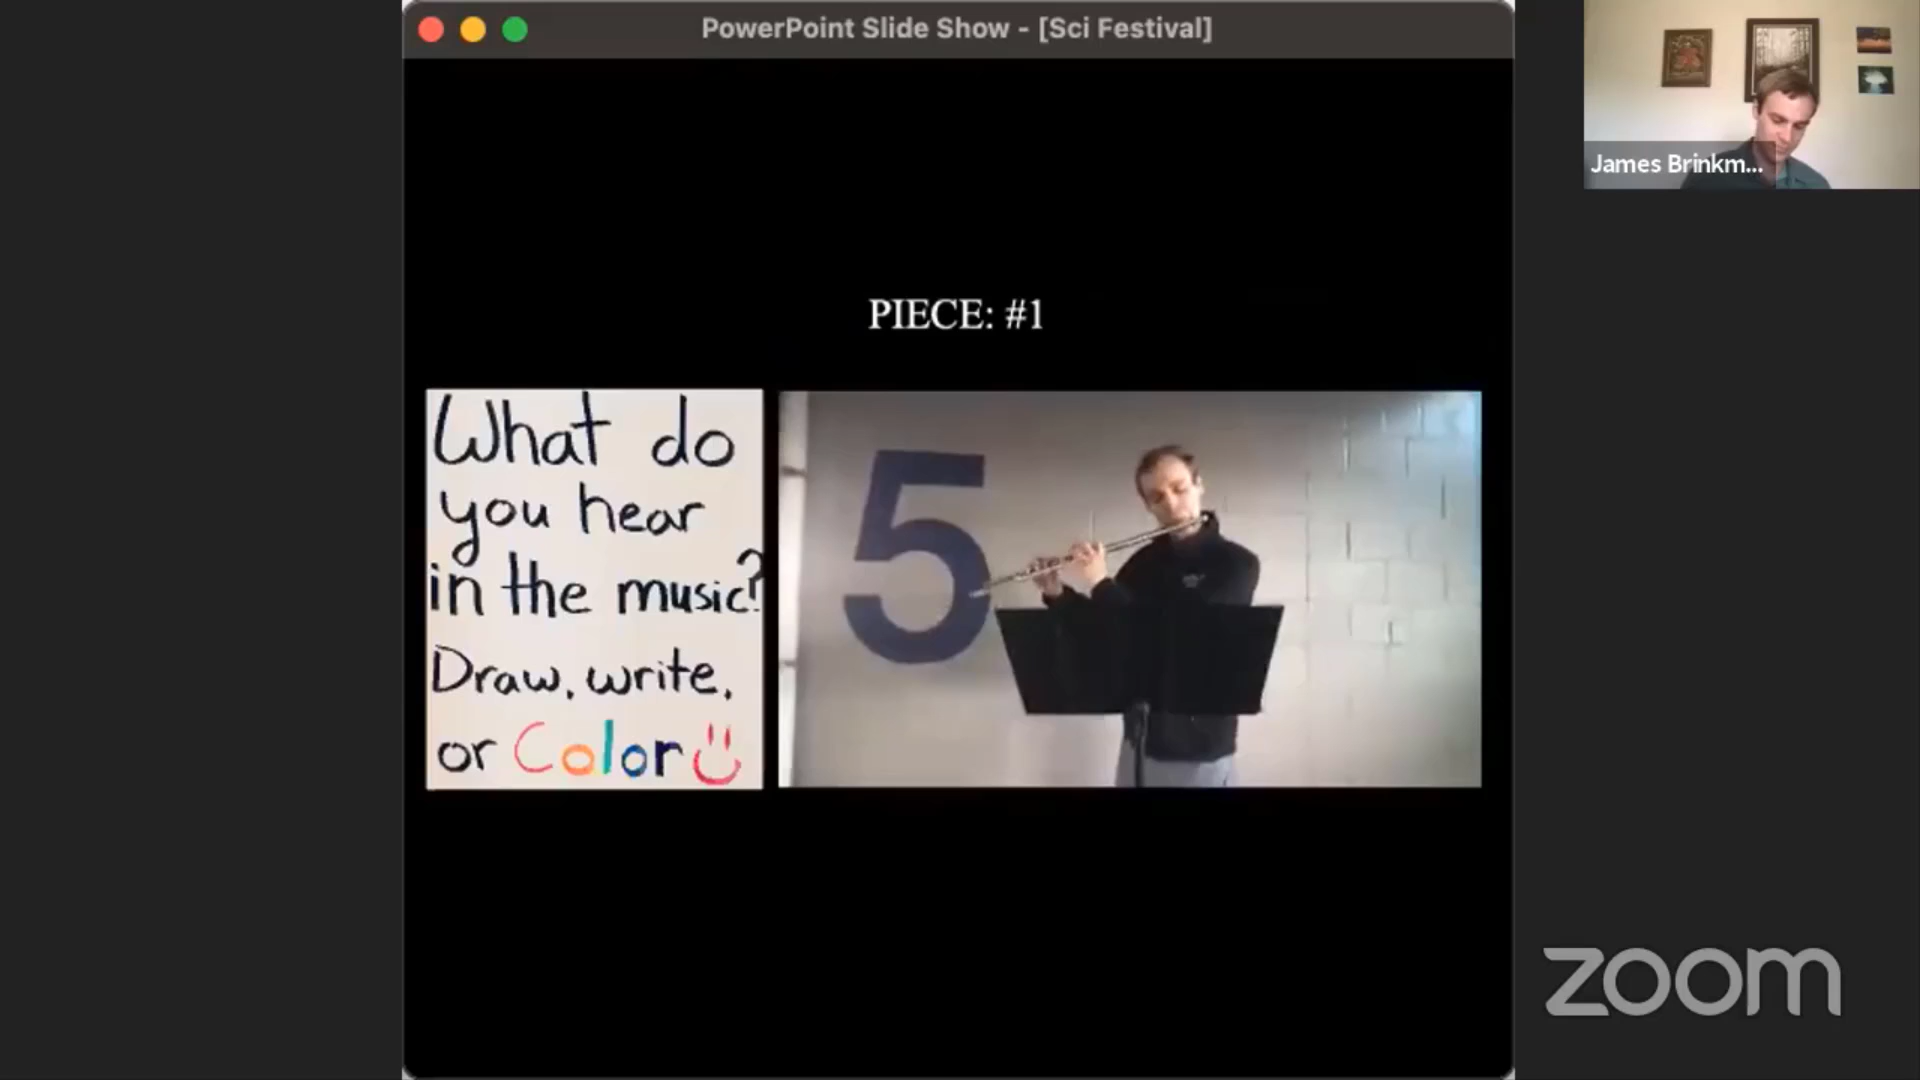 PowerPoint Slide Show - [Sci Festival]
James Brinkm...
PIECE: #1
What do
you hear
in the music?
Draw, write,
or Color
5
zoom